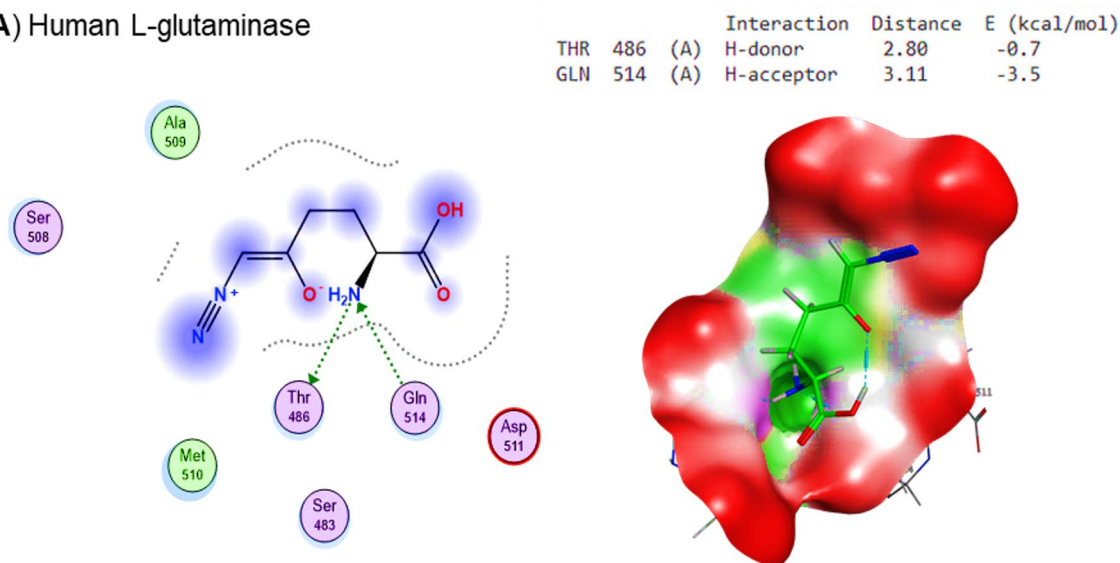 A) Human L-glutaminase
Interaction Distance E (kcal/mol)
THR 486 (A) H-donor 2.80 -0.7
GLN 514 (A) H-acceptor 3.11 -3.5
Ala
509
Ser
508
OH
N+
O-
H₂N
O
N
Thr
486
Gln
514
Asp
511
Met
510
Ser
483
511